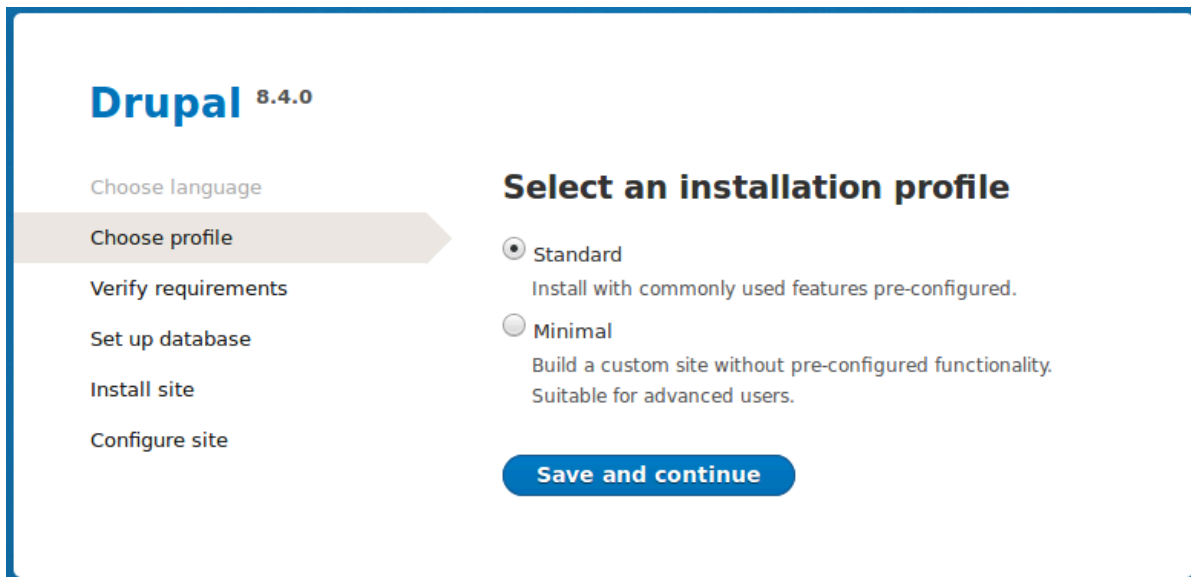 Drupal 8.4.0
Choose language
Choose profile
Verify requirements
Set up database
Install site
Configure site
Select an installation profile
Standard
Install with commonly used features pre-configured.
Minimal
Build a custom site without pre-configured functionality.
Suitable for advanced users.
Save and continue